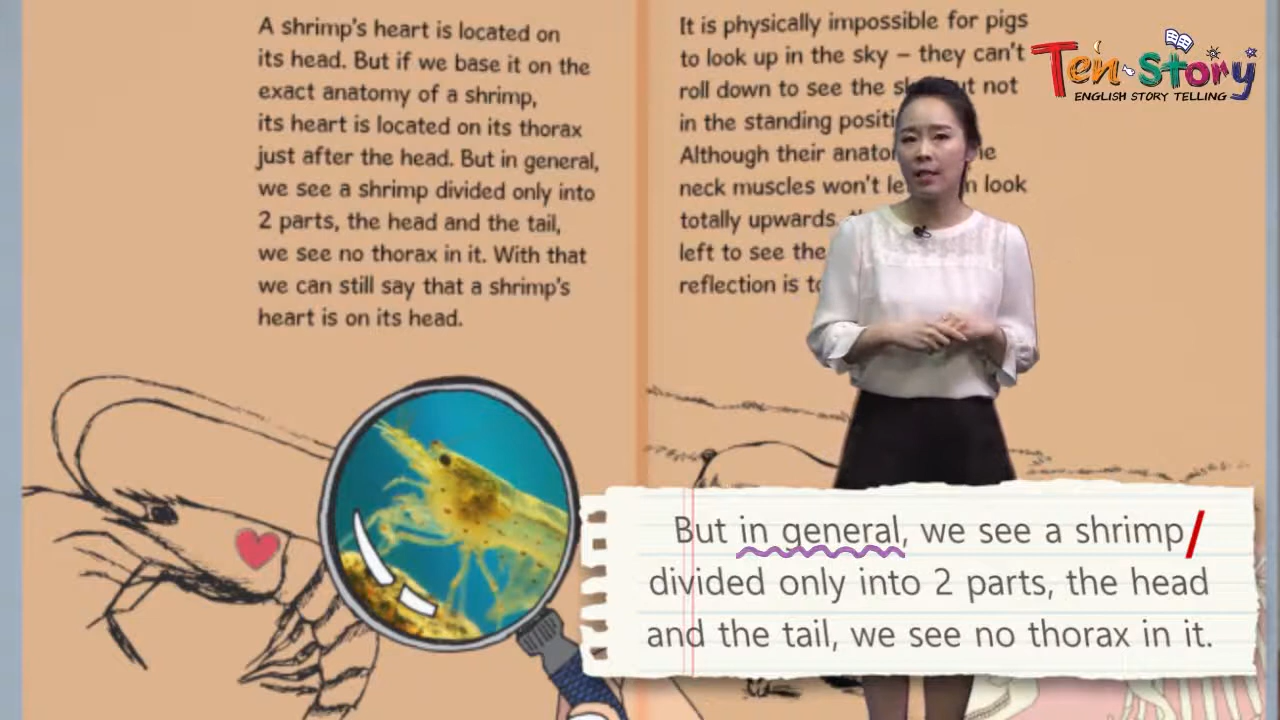 A shrimp's heart is located on
its head. But if we base it on the
exact anatomy of a shrimp,
its heart is located on its thorax
just after the head. But in general,
we see a shrimp divided only into
2 parts, the head and the tail,
we see no thorax in it. With that
we can still say that a shrimp's
heart is on its head.
It is physically impossible for pigs
to look up in the sky – they can't
roll down to see the but not
in the standing
Although their
neck muscles won't look
totally upwards
left to see the
reflection is
Ten Story
ENGLISH STORY TELLING
But in general, we see a shrimp/
divided only into 2 parts, the head
and the tail, we see no thorax in it.